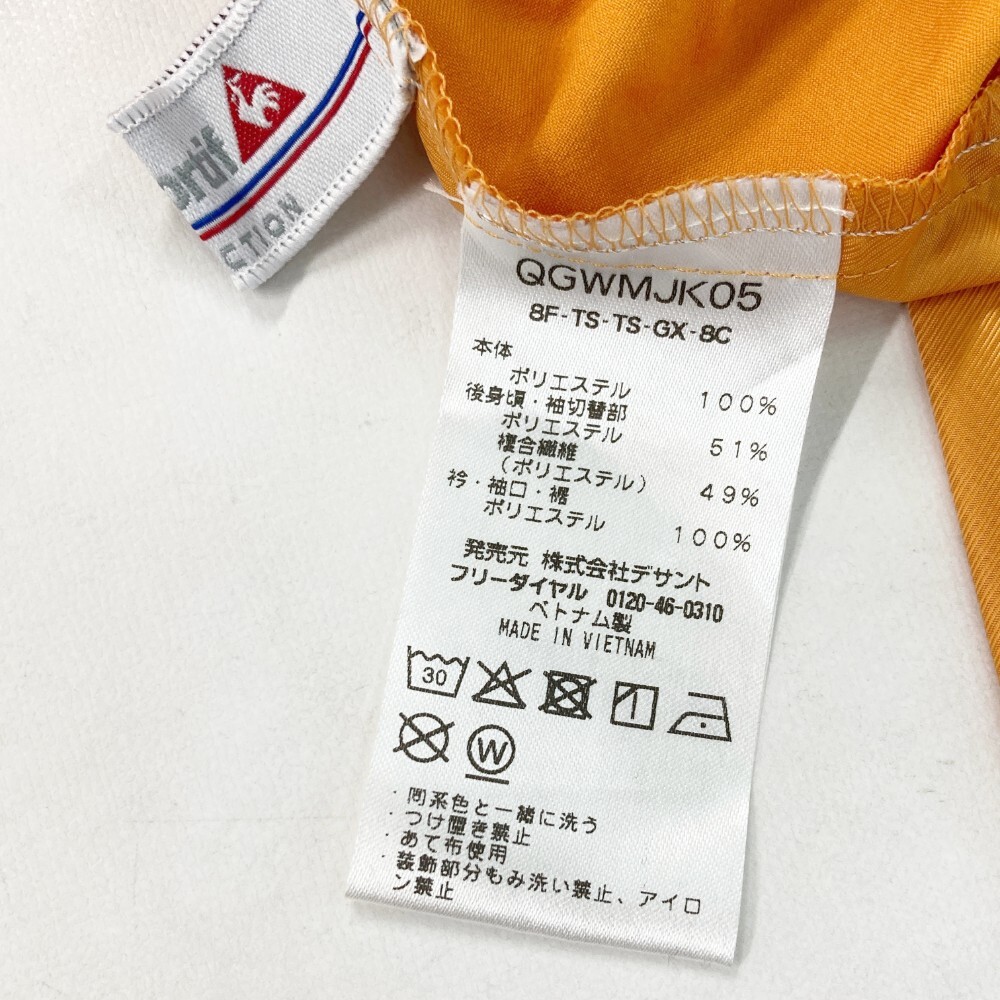 ortif
CTION
QGWMJK05
8F-TS-TS-GX-8C
本体
ポリエステル 100%
後身頃・袖切替部
ポリエステル 51%
複合繊維
(ポリエステル) 49%
衿・袖口・裾
ポリエステル 100%
発売元 株式会社デサント
フリーダイヤル 0120-46-0310
ベトナム製
MADE IN VIETNAM
30
W
・同系色と一緒に洗う
・つけ置き禁止
・あて布使用
・装飾部分もみ洗い禁止、アイロ
ン禁止